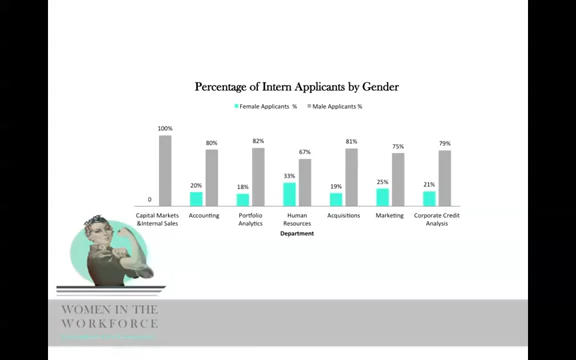 Percentage of Intern Applicants by Gender
Female Applicants % Male Applicants %
100% 80% 82% 67% 81% 75% 79%
0 20% 18% 33% 19% 25% 21%
Capital Markets Accounting Portfolio Human Acquisitions Marketing Corporate Credit
&Internal Sales Analytics Resources Analysis
Department
WOMEN IN THE
WORKFORCE